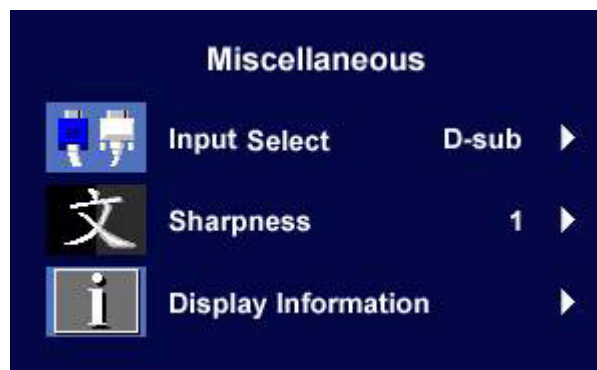 Miscellaneous
Input Select D-sub
文 Sharpness 1
i Display Information